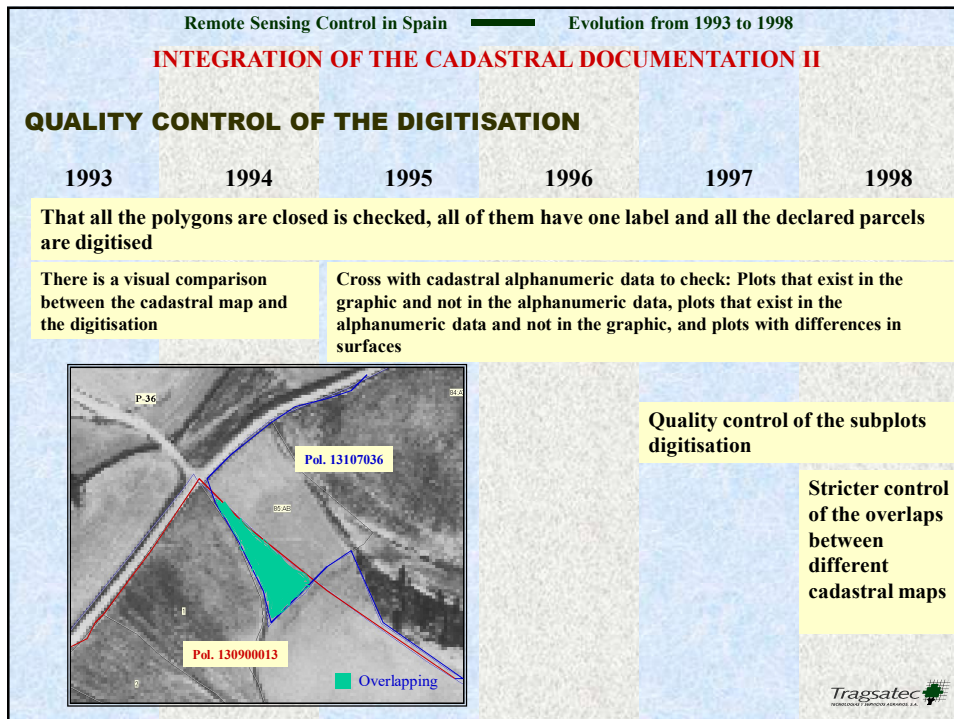 Remote Sensing Control in Spain Evolution from 1993 to 1998
INTEGRATION OF THE CADASTRAL DOCUMENTATION II
QUALITY CONTROL OF THE DIGITISATION
1993 1994 1995 1996 1997 1998
That all the polygons are closed is checked, all of them have one label and all the declared parcels
are digitised
There is a visual comparison
between the cadastral map and
the digitisation
Cross with cadastral alphanumeric data to check: Plots that exist in the
graphic and not in the alphanumeric data, plots that exist in the
alphanumeric data and not in the graphic, and plots with differences in
surfaces
P-36
84:A
Pol. 13107036
85:AB
1
Pol. 130900013
2
Overlapping
Quality control of the subplots
digitisation
Stricter control
of the overlaps
between
different
cadastral maps
Tragsatec
TECNOLOGÍAS Y SERVICIOS AGRARIOS, S.A.